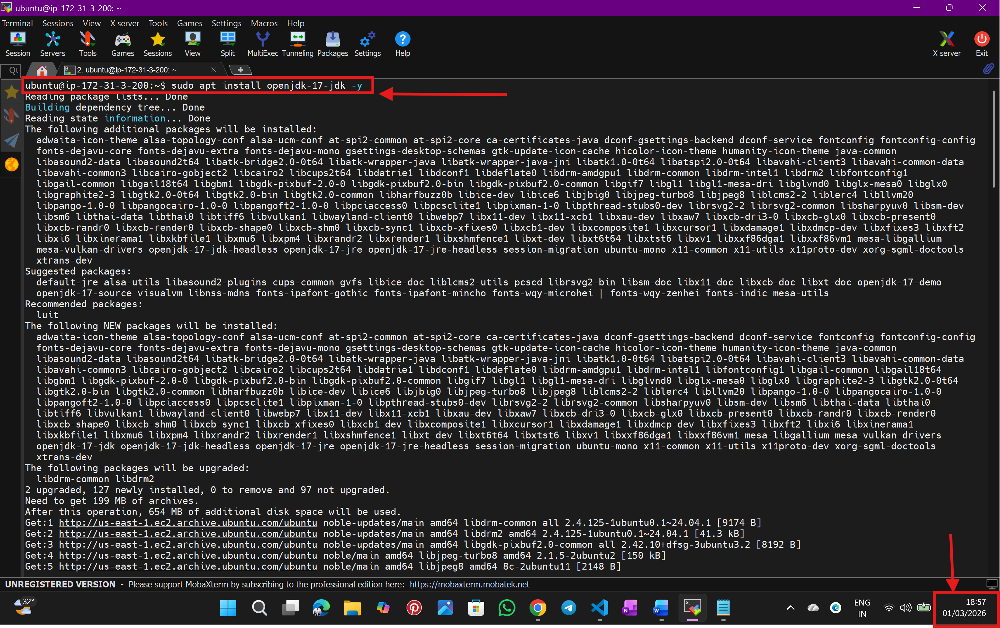 ubuntu@ip-172-31-3-200: ~
Terminal Sessions View X server Tools Games Settings Macros Help
Session Servers Tools Games Sessions View Split MultiExec Tunneling Packages Settings Help X server Exit
2. ubuntu@ip-172-31-3-200: ~
ubuntu@ip-172-31-3-200:~$ sudo apt install openjdk-17-jdk -y
Reading package lists... Done
Building dependency tree... Done
Reading state information... Done
The following additional packages will be installed:
adwaita-icon-theme alsa-topology-conf alsa-ucm-conf at-spi2-common at-spi2-core ca-certificates-java dconf-gsettings-backend dconf-service fontconfig fontconfig-config
fonts-dejavu-core fonts-dejavu-extra fonts-dejavu-mono gsettings-desktop-schemas gtk-update-icon-cache hicolor-icon-theme humanity-icon-theme java-common
libasound2-data libasound2t64 libatk-bridge2.0-0t64 libatk-wrapper-java libatk-wrapper-java-jni libatk1.0-0t64 libatspi2.0-0t64 libavahi-client3 libavahi-common-data
libavahi-common3 libcairo-gobject2 libcairo2 libcups2t64 libdatrie1 libdconf1 libdeflate0 libdrm-amdgpu1 libdrm-common libdrm-intel1 libdrm2 libfontconfig1
libgail-common libgail18t64 libgbm1 libgdk-pixbuf-2.0-0 libgdk-pixbuf2.0-bin libgdk-pixbuf2.0-common libgif7 libgl1 libgl1-mesa-dri libglvnd0 libglx-mesa0 libglx0
libgraphite2-3 libgtk2.0-0t64 libgtk2.0-bin libgtk2.0-common libharfbuzz0b libice-dev libice6 libjbig0 libjpeg-turbo8 libjpeg8 liblcms2-2 liblerc4 libllvm20
libpango-1.0-0 libpangocairo-1.0-0 libpangoft2-1.0-0 libpciaccess0 libpcsclite1 libpixman-1-0 libpthread-stubs0-dev librsvg2-2 librsvg2-common libsharpyuv0 libsm-dev
libsm6 libthai-data libthai0 libtiff6 libvulkan1 libwayland-client0 libwebp7 libx11-dev libx11-xcb1 libxau-dev libxaw7 libxcb-dri3-0 libxcb-glx0 libxcb-present0
libxcb-randr0 libxcb-render0 libxcb-shape0 libxcb-shm0 libxcb-sync1 libxcb-xfixes0 libxcb1-dev libxcomposite1 libxcursor1 libxdamage1 libxdmcp-dev libxfixes3 libxft2
libxi6 libxinerama1 libxkbfile1 libxmu6 libxpm4 libxrandr2 libxrender1 libxshmfence1 libxt-dev libxt6t64 libxtst6 libxv1 libxxf86dga1 libxxf86vm1 mesa-libgallium
mesa-vulkan-drivers openjdk-17-jdk-headless openjdk-17-jre openjdk-17-jre-headless session-migration ubuntu-mono x11-common x11-utils x11proto-dev xorg-sgml-doctools
xtrans-dev
Suggested packages:
default-jre alsa-utils libasound2-plugins cups-common gvfs libice-doc liblcms2-utils pcscd librsvg2-bin libsm-doc libx11-doc libxcb-doc libxt-doc openjdk-17-demo
openjdk-17-source visualvm libnss-mdns fonts-ipafont-gothic fonts-ipafont-mincho fonts-wqy-microhei | fonts-wqy-zenhei fonts-indic mesa-utils
Recommended packages:
luit
The following NEW packages will be installed:
adwaita-icon-theme alsa-topology-conf alsa-ucm-conf at-spi2-common at-spi2-core ca-certificates-java dconf-gsettings-backend dconf-service fontconfig fontconfig-config
fonts-dejavu-core fonts-dejavu-extra fonts-dejavu-mono gsettings-desktop-schemas gtk-update-icon-cache hicolor-icon-theme humanity-icon-theme java-common
libasound2-data libasound2t64 libatk-bridge2.0-0t64 libatk-wrapper-java libatk-wrapper-java-jni libatk1.0-0t64 libatspi2.0-0t64 libavahi-client3 libavahi-common-data
libavahi-common3 libcairo-gobject2 libcairo2 libcups2t64 libdatrie1 libdconf1 libdeflate0 libdrm-amdgpu1 libdrm-intel1 libfontconfig1 libgail-common libgail18t64
libgbm1 libgdk-pixbuf-2.0-0 libgdk-pixbuf2.0-bin libgdk-pixbuf2.0-common libgif7 libgl1 libgl1-mesa-dri libglvnd0 libglx-mesa0 libglx0 libgraphite2-3 libgtk2.0-0t64
libgtk2.0-bin libgtk2.0-common libharfbuzz0b libice-dev libice6 libjbig0 libjpeg-turbo8 libjpeg8 liblcms2-2 liblerc4 libllvm20 libpango-1.0-0 libpangocairo-1.0-0
libpangoft2-1.0-0 libpciaccess0 libpcsclite1 libpixman-1-0 libpthread-stubs0-dev librsvg2-2 librsvg2-common libsharpyuv0 libsm-dev libsm6 libthai-data libthai0
libtiff6 libvulkan1 libwayland-client0 libwebp7 libx11-dev libx11-xcb1 libxau-dev libxaw7 libxcb-dri3-0 libxcb-glx0 libxcb-present0 libxcb-randr0 libxcb-render0
libxcb-shape0 libxcb-shm0 libxcb-sync1 libxcb-xfixes0 libxcb1-dev libxcomposite1 libxcursor1 libxdamage1 libxdmcp-dev libxfixes3 libxft2 libxi6 libxinerama1
libxkbfile1 libxmu6 libxpm4 libxrandr2 libxrender1 libxshmfence1 libxt-dev libxt6t64 libxtst6 libxv1 libxxf86dga1 libxxf86vm1 mesa-libgallium mesa-vulkan-drivers
openjdk-17-jdk openjdk-17-jdk-headless openjdk-17-jre openjdk-17-jre-headless session-migration ubuntu-mono x11-common x11-utils x11proto-dev xorg-sgml-doctools
xtrans-dev
The following packages will be upgraded:
libdrm-common libdrm2
2 upgraded, 127 newly installed, 0 to remove and 97 not upgraded.
Need to get 199 MB of archives.
After this operation, 654 MB of additional disk space will be used.
Get:1 http://us-east-1.ec2.archive.ubuntu.com/ubuntu noble-updates/main amd64 libdrm-common all 2.4.125-1ubuntu0.1~24.04.1 [9174 B]
Get:2 http://us-east-1.ec2.archive.ubuntu.com/ubuntu noble-updates/main amd64 libdrm2 amd64 2.4.125-1ubuntu0.1~24.04.1 [41.3 kB]
Get:3 http://us-east-1.ec2.archive.ubuntu.com/ubuntu noble-updates/main amd64 libgdk-pixbuf2.0-common all 2.42.10+dfsg-3ubuntu3.2 [8192 B]
Get:4 http://us-east-1.ec2.archive.ubuntu.com/ubuntu noble/main amd64 libjpeg-turbo8 amd64 2.1.5-2ubuntu2 [150 kB]
Get:5 http://us-east-1.ec2.archive.ubuntu.com/ubuntu noble/main amd64 libjpeg8 amd64 8c-2ubuntu11 [2148 B]
UNREGISTERED VERSION - Please support MobaXterm by subscribing to the professional edition here: https://mobaxterm.mobatek.net
32°
ENG
IN
18:57
01/03/2026